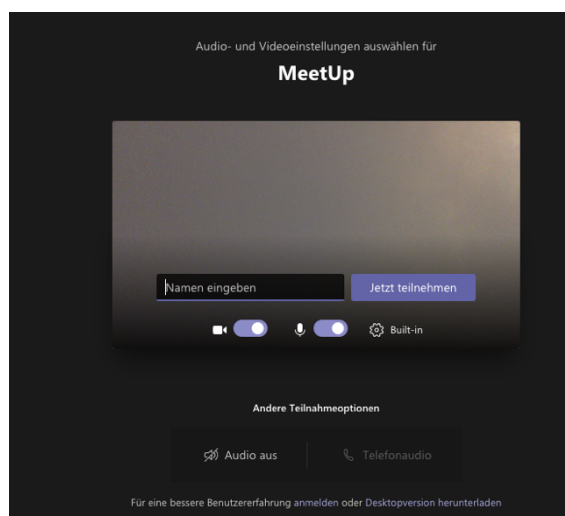 Audio- und Videoeinstellungen auswählen für
MeetUp
Namen eingeben
Jetzt teilnehmen
Built-in
Andere Teilnahmeoptionen
Audio aus
Telefonaudio
Für eine bessere Benutzererfahrung anmelden oder Desktopversion herunterladen